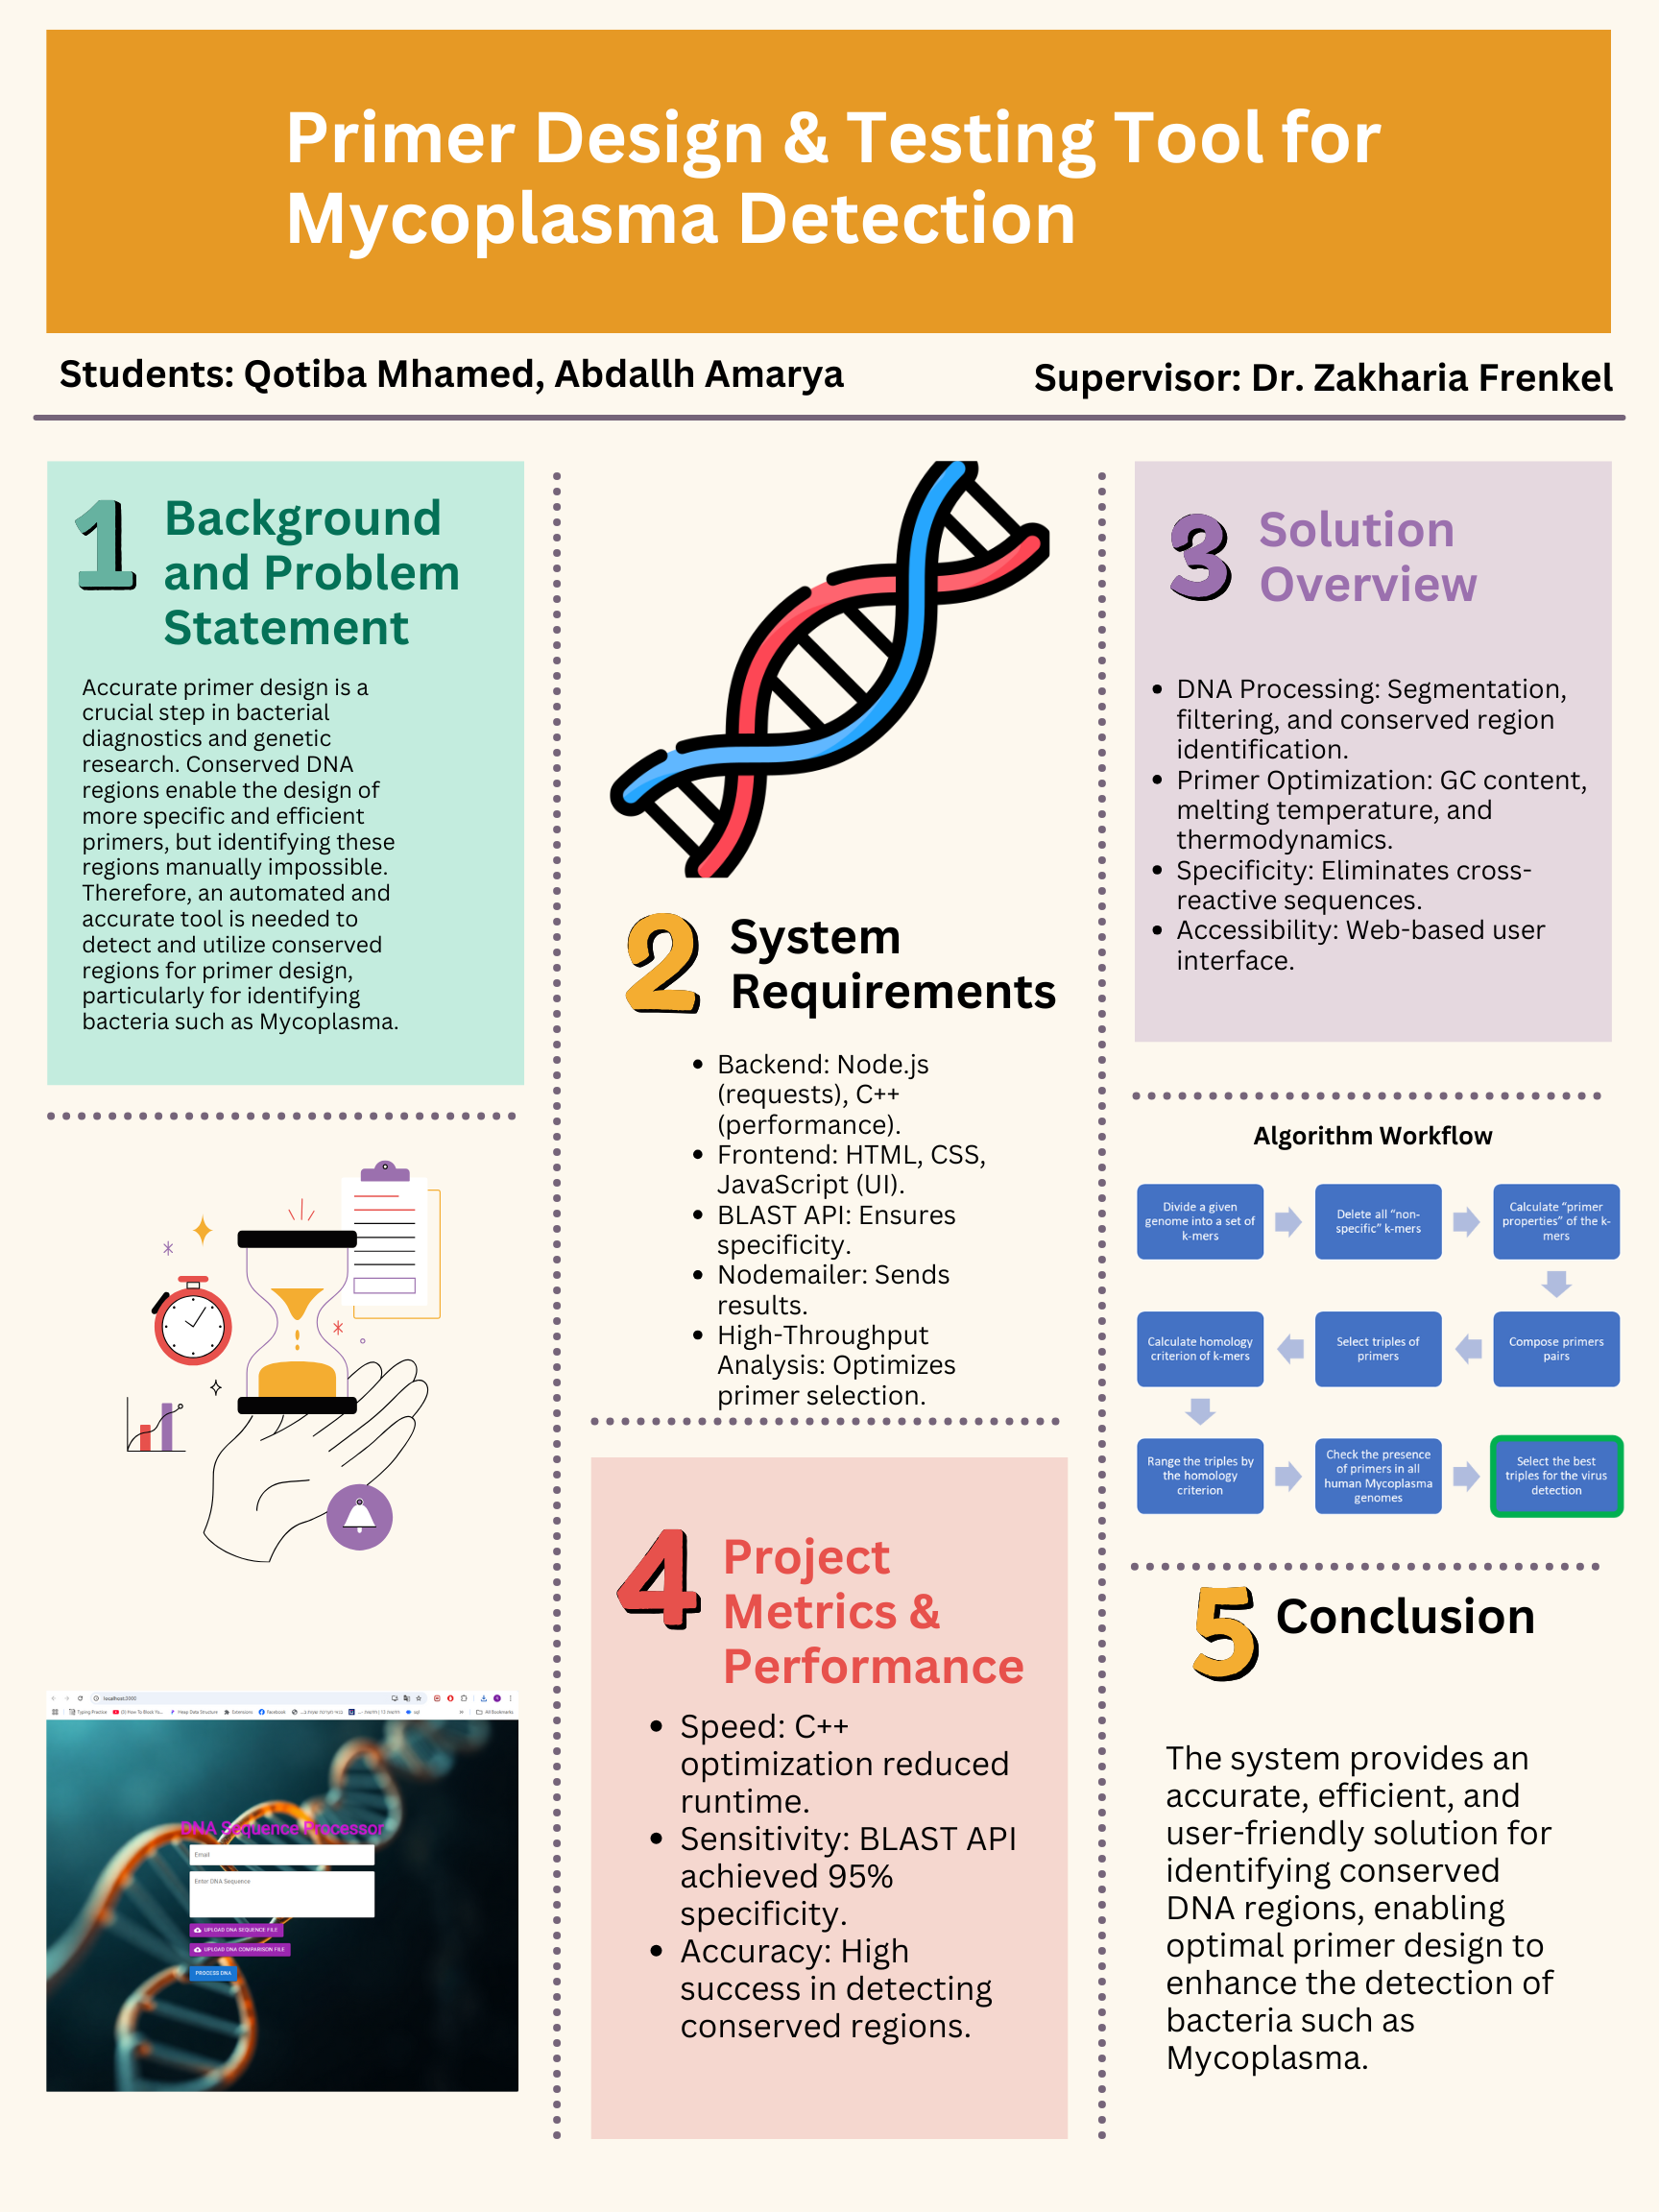 Primer Design & Testing Tool for
Mycoplasma Detection
Students: Qotiba Mhamed, Abdallh Amarya
Supervisor: Dr. Zakharia Frenkel
1
Background
and Problem
Statement
Accurate primer design is a
crucial step in bacterial
diagnostics and genetic
research. Conserved DNA
regions enable the design of
more specific and efficient
primers, but identifying these
regions manually impossible.
Therefore, an automated and
accurate tool is needed to
detect and utilize conserved
regions for primer design,
particularly for identifying
bacteria such as Mycoplasma.
localhost:3000
Typing Practice
Heap Data Structure
Extensions
Facebook
All Bookmarks
DNA Sequence Processor
Email
Enter DNA Sequence
UPLOAD DNA SEQUENCE FILE
UPLOAD DNA COMPARISON FILE
PROCESS DNA
2
System
Requirements
• Backend: Node.js
(requests), C++
(performance).
• Frontend: HTML, CSS,
JavaScript (UI).
• BLAST API: Ensures
specificity.
• Nodemailer: Sends
results.
• High-Throughput
Analysis: Optimizes
primer selection.
3
Solution
Overview
• DNA Processing: Segmentation,
filtering, and conserved region
identification.
• Primer Optimization: GC content,
melting temperature, and
thermodynamics.
• Specificity: Eliminates cross-
reactive sequences.
• Accessibility: Web-based user
interface.
Algorithm Workflow
Divide a given
genome into a set of
k-mers
Delete all “non-
specific” k-mers
Calculate “primer
properties” of the k-
mers
Compose primers
pairs
Select triples of
primers
Calculate homology
criterion of k-mers
Range the triples by
the homology
criterion
Check the presence
of primers in all
human Mycoplasma
genomes
Select the best
triples for the virus
detection
4
Project
Metrics &
Performance
• Speed: C++
optimization reduced
runtime.
• Sensitivity: BLAST API
achieved 95%
specificity.
• Accuracy: High
success in detecting
conserved regions.
5
Conclusion
The system provides an
accurate, efficient, and
user-friendly solution for
identifying conserved
DNA regions, enabling
optimal primer design to
enhance the detection of
bacteria such as
Mycoplasma.